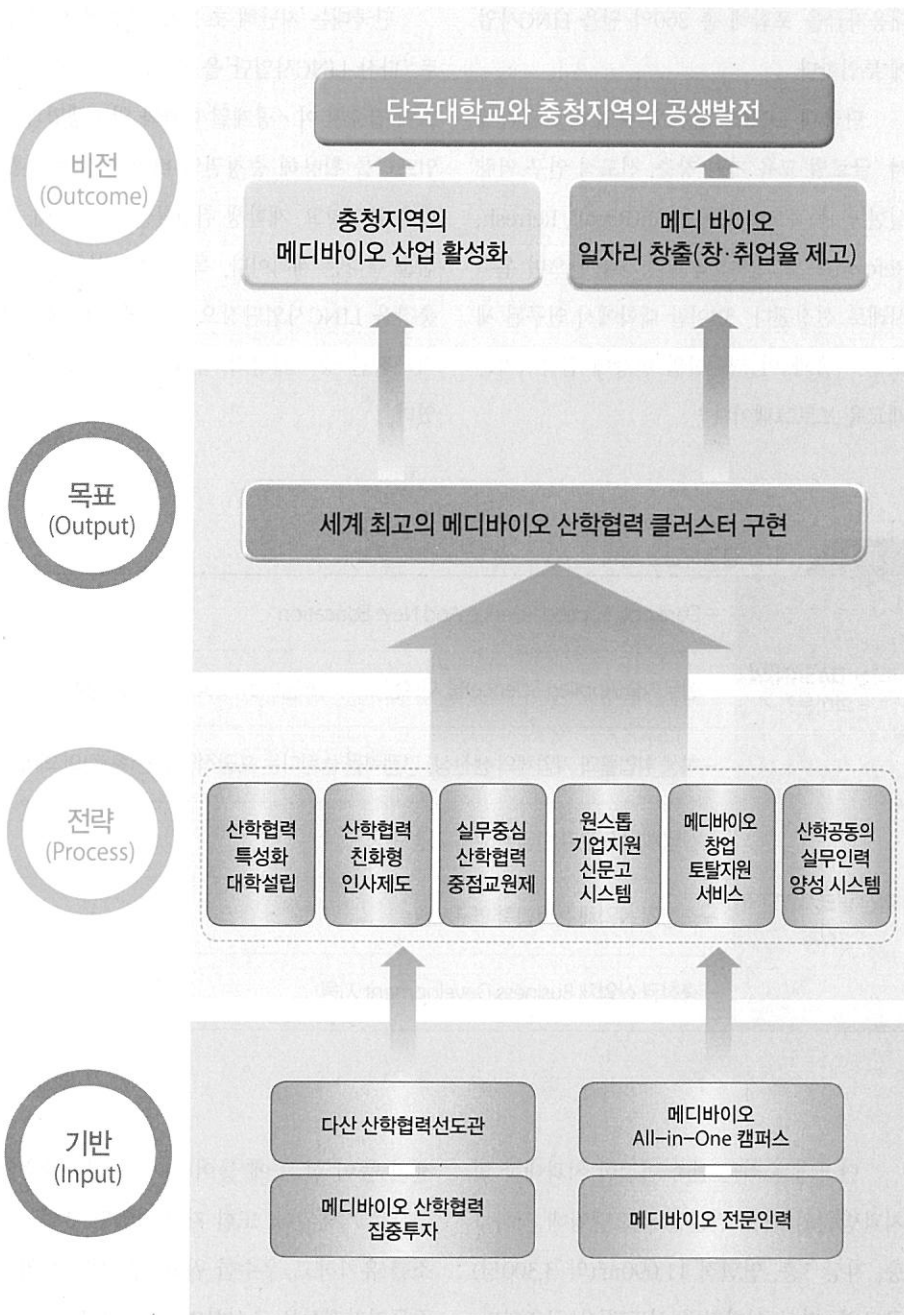 비전
(Outcome)
단국대학교와 충청지역의 공생발전
충청지역의
메디바이오 산업 활성화
메디 바이오
일자리 창출(창·취업율 제고)
목표
(Output)
세계 최고의 메디바이오 산학협력 클러스터 구현
전략
(Process)
산학협력
특성화
대학설립
산학협력
친화형
인사제도
실무중심
산학협력
중점교원제
원스톱
기업지원
신문고
시스템
메디바이오
창업
토탈지원
서비스
산학공동의
실무인력
양성 시스템
기반
(Input)
다산 산학협력선도관
메디바이오 산학협력
집중투자
메디바이오
All-in-One 캠퍼스
메디바이오 전문인력